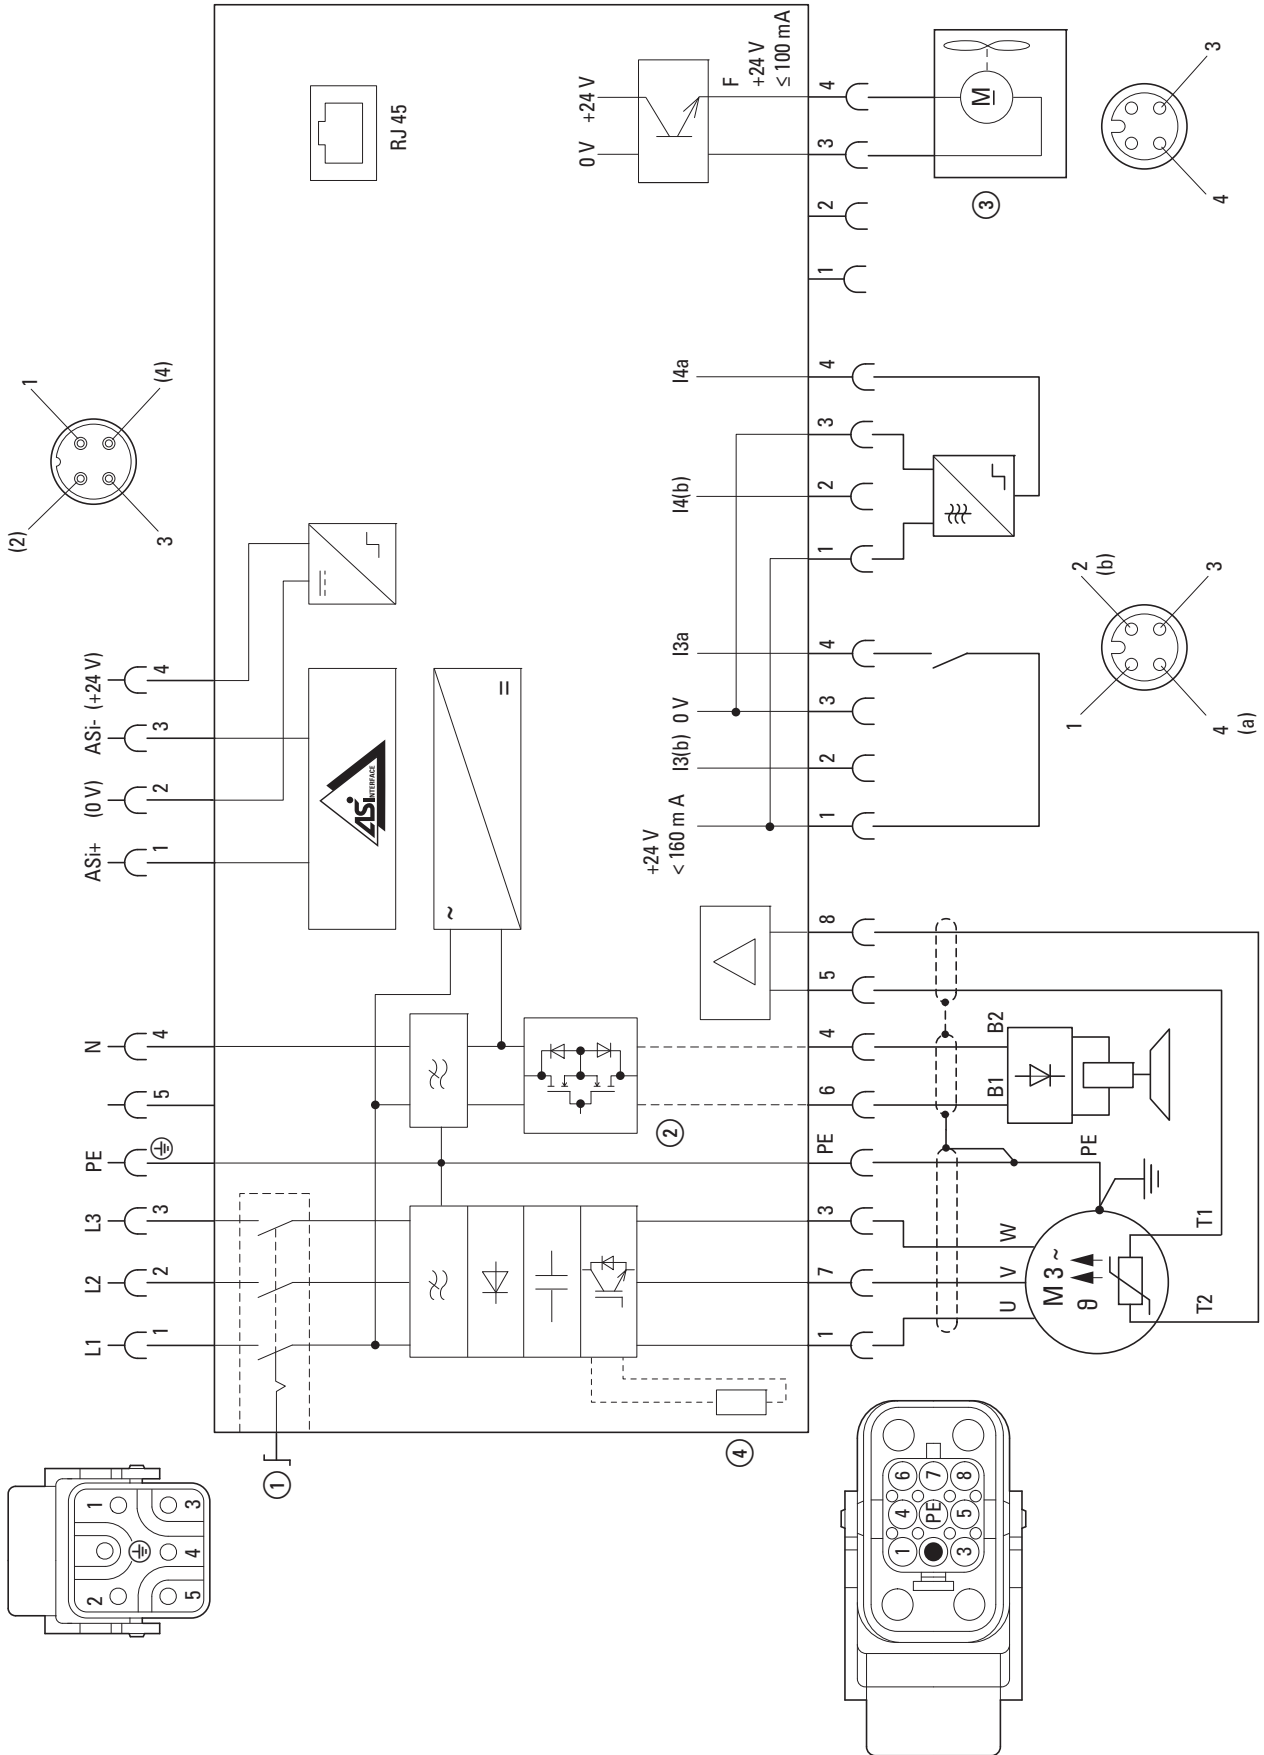 (2) 1
3 (4)
L1 L2 L3 PE N ASi+ (0 V) ASi- (+24 V)
1 2 3 5 4 1 2 3 4
2 1
5 4 3
1
ASi
INTERFACE
RJ 45
~ =
0 V +24 V
2
+24 V
< 160 m A
I3(b) 0 V I3a I4(b) I4a
4
F
+24 V
≤ 100 mA
1 7 3 PE 6 4 5 8 1 2 3 4 1 2 3 4 1 2 3 4
1 4 6
PE 7
3 5 8
U V W B1 B2
M
3
M 3 ~
ϑ
PE
T2 T1
1 2
(b)
4
(a)
3
4 3